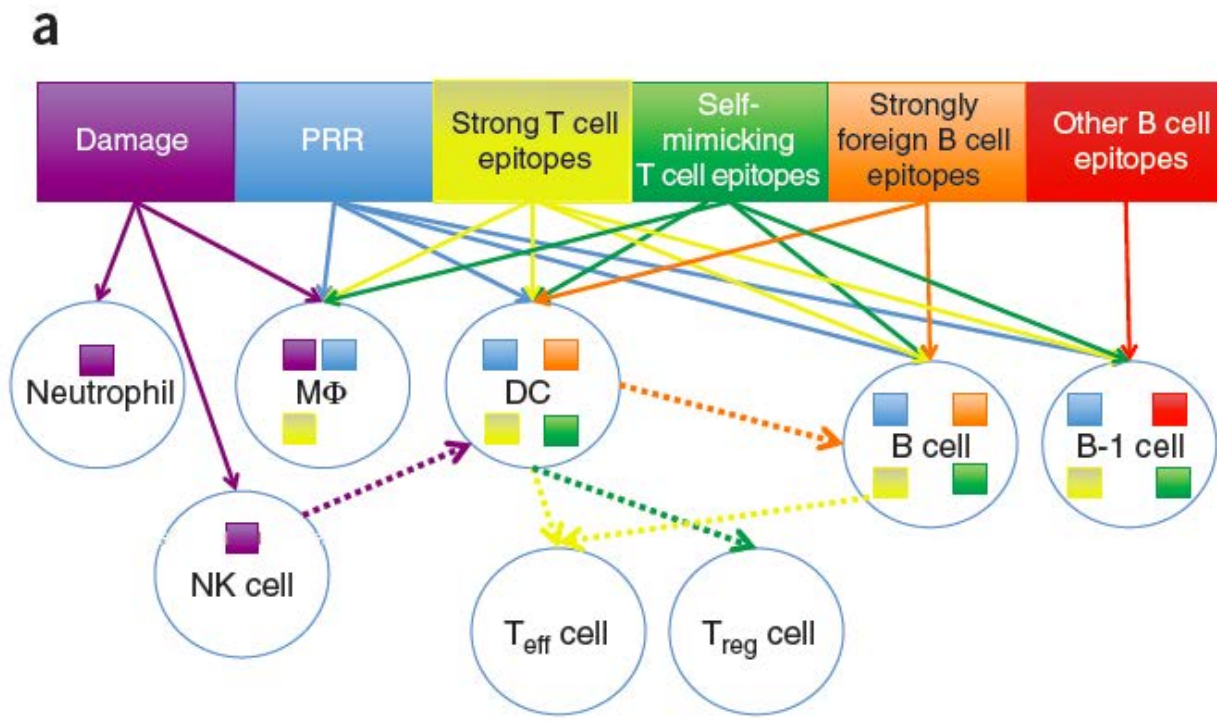 a
Damage
PRR
Strong T cell
epitopes
Self-
mimicking
T cell epitopes
Strongly
foreign B cell
epitopes
Other B cell
epitopes
Neutrophil
MΦ
DC
B cell
B-1 cell
NK cell
Teff cell
Treg cell